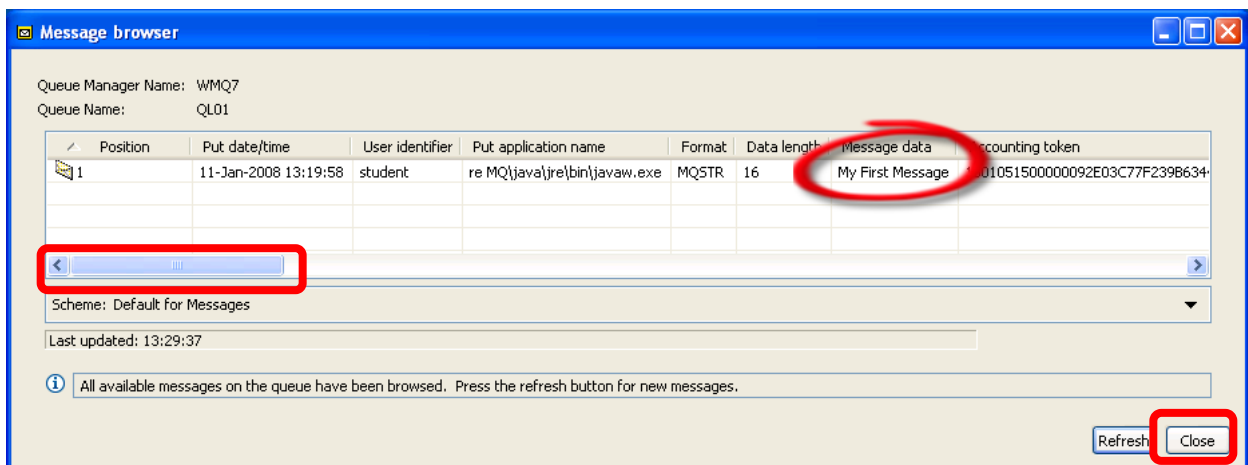 Message browser
Queue Manager Name: WMQ7
Queue Name: QL01
Position Put date/time User identifier Put application name Format Data length Message data ccounting token
1 11-Jan-2008 13:19:58 student re MQ\java\jre\bin\javaw.exe MQSTR 16 My First Message
Scheme: Default for Messages
Last updated: 13:29:37
All available messages on the queue have been browsed. Press the refresh button for new messages.
Refresh Close